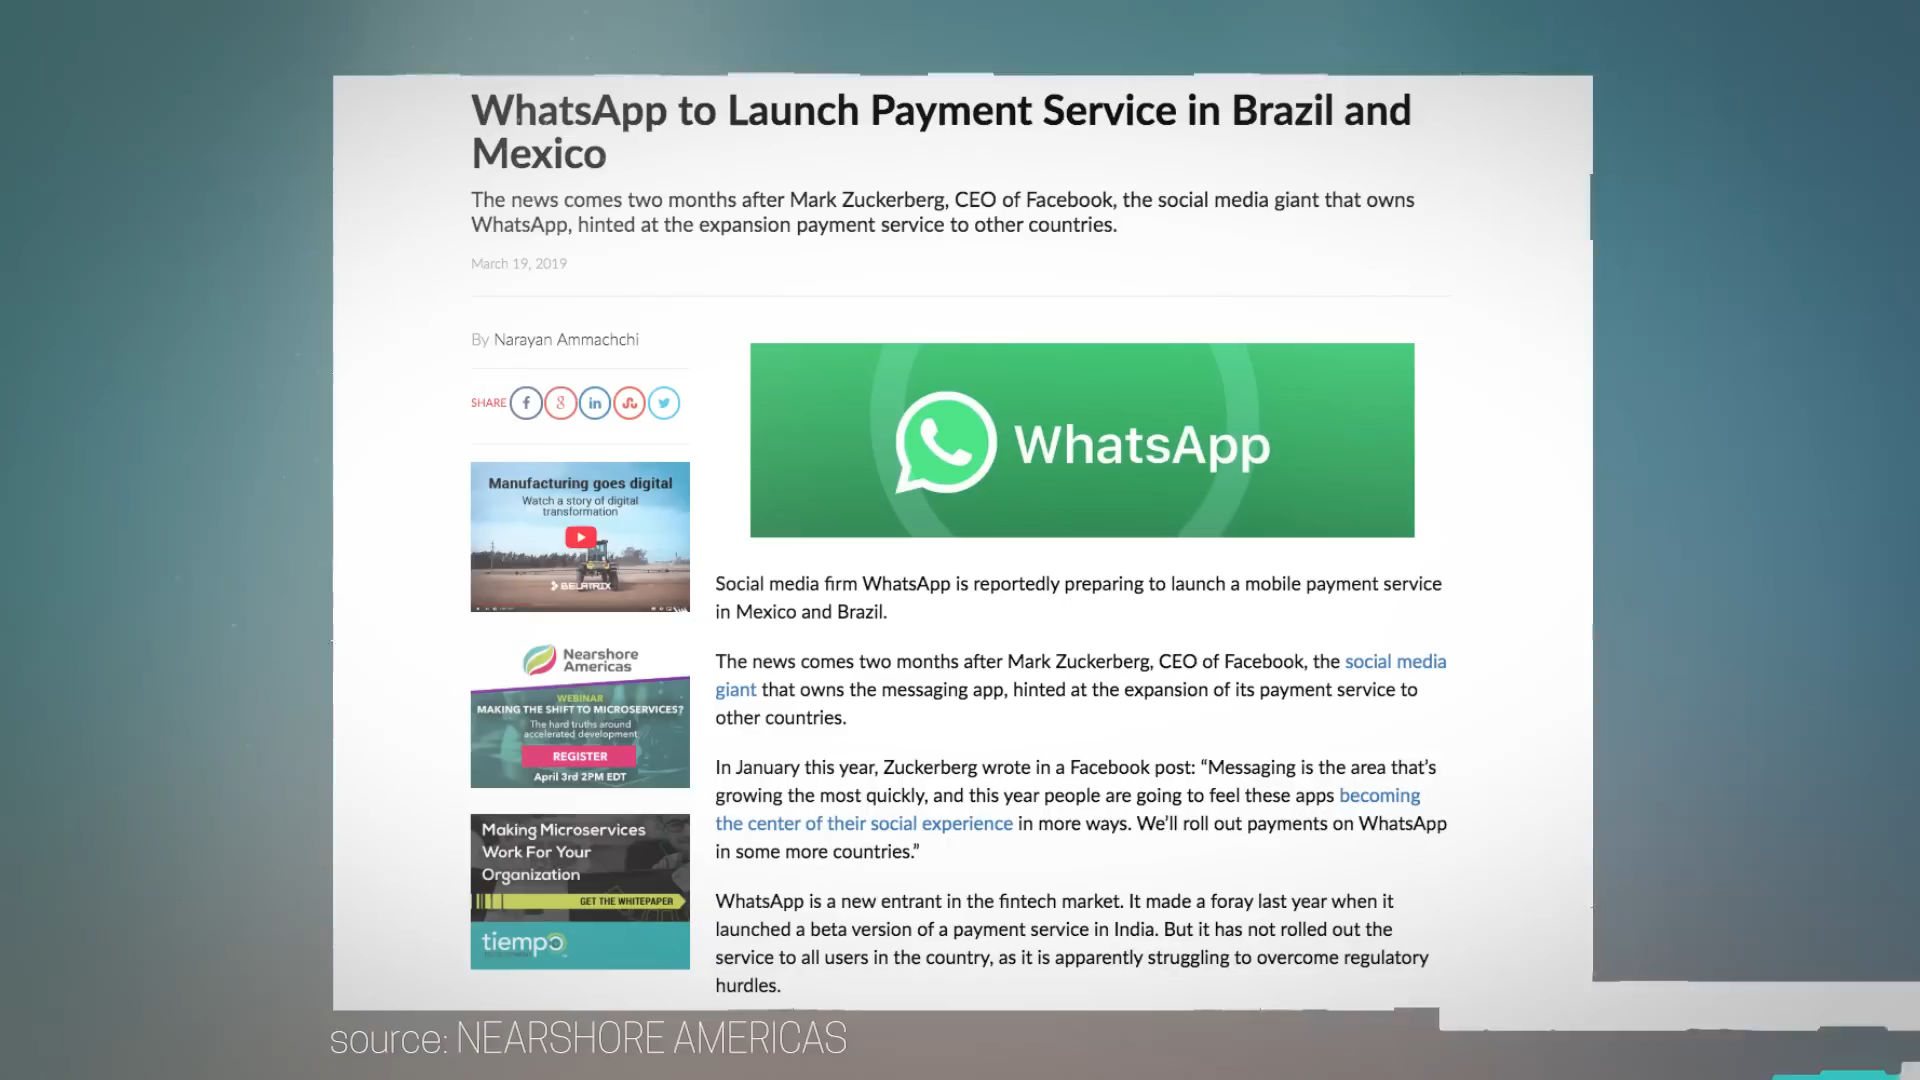 WhatsApp to Launch Payment Service in Brazil and
Mexico
The news comes two months after Mark Zuckerberg, CEO of Facebook, the social media giant that owns
WhatsApp, hinted at the expansion payment service to other countries.
March 19, 2019
By Narayan Ammachchi
SHARE
Manufacturing goes digital
Watch a story of digital
transformation
BELATRIX
Nearshore
Americas
WEBINAR
MAKING THE SHIFT TO MICROSERVICES?
The hard truths around
accelerated development
REGISTER
April 3rd 2PM EDT
Making Microservices
Work For Your
Organization
GET THE WHITEPAPER
tiempo
WhatsApp
Social media firm WhatsApp is reportedly preparing to launch a mobile payment service
in Mexico and Brazil.
The news comes two months after Mark Zuckerberg, CEO of Facebook, the social media
giant that owns the messaging app, hinted at the expansion of its payment service to
other countries.
In January this year, Zuckerberg wrote in a Facebook post: “Messaging is the area that’s
growing the most quickly, and this year people are going to feel these apps becoming
the center of their social experience in more ways. We’ll roll out payments on WhatsApp
in some more countries.”
WhatsApp is a new entrant in the fintech market. It made a foray last year when it
launched a beta version of a payment service in India. But it has not rolled out the
service to all users in the country, as it is apparently struggling to overcome regulatory
hurdles.
source: NEARSHORE AMERICAS